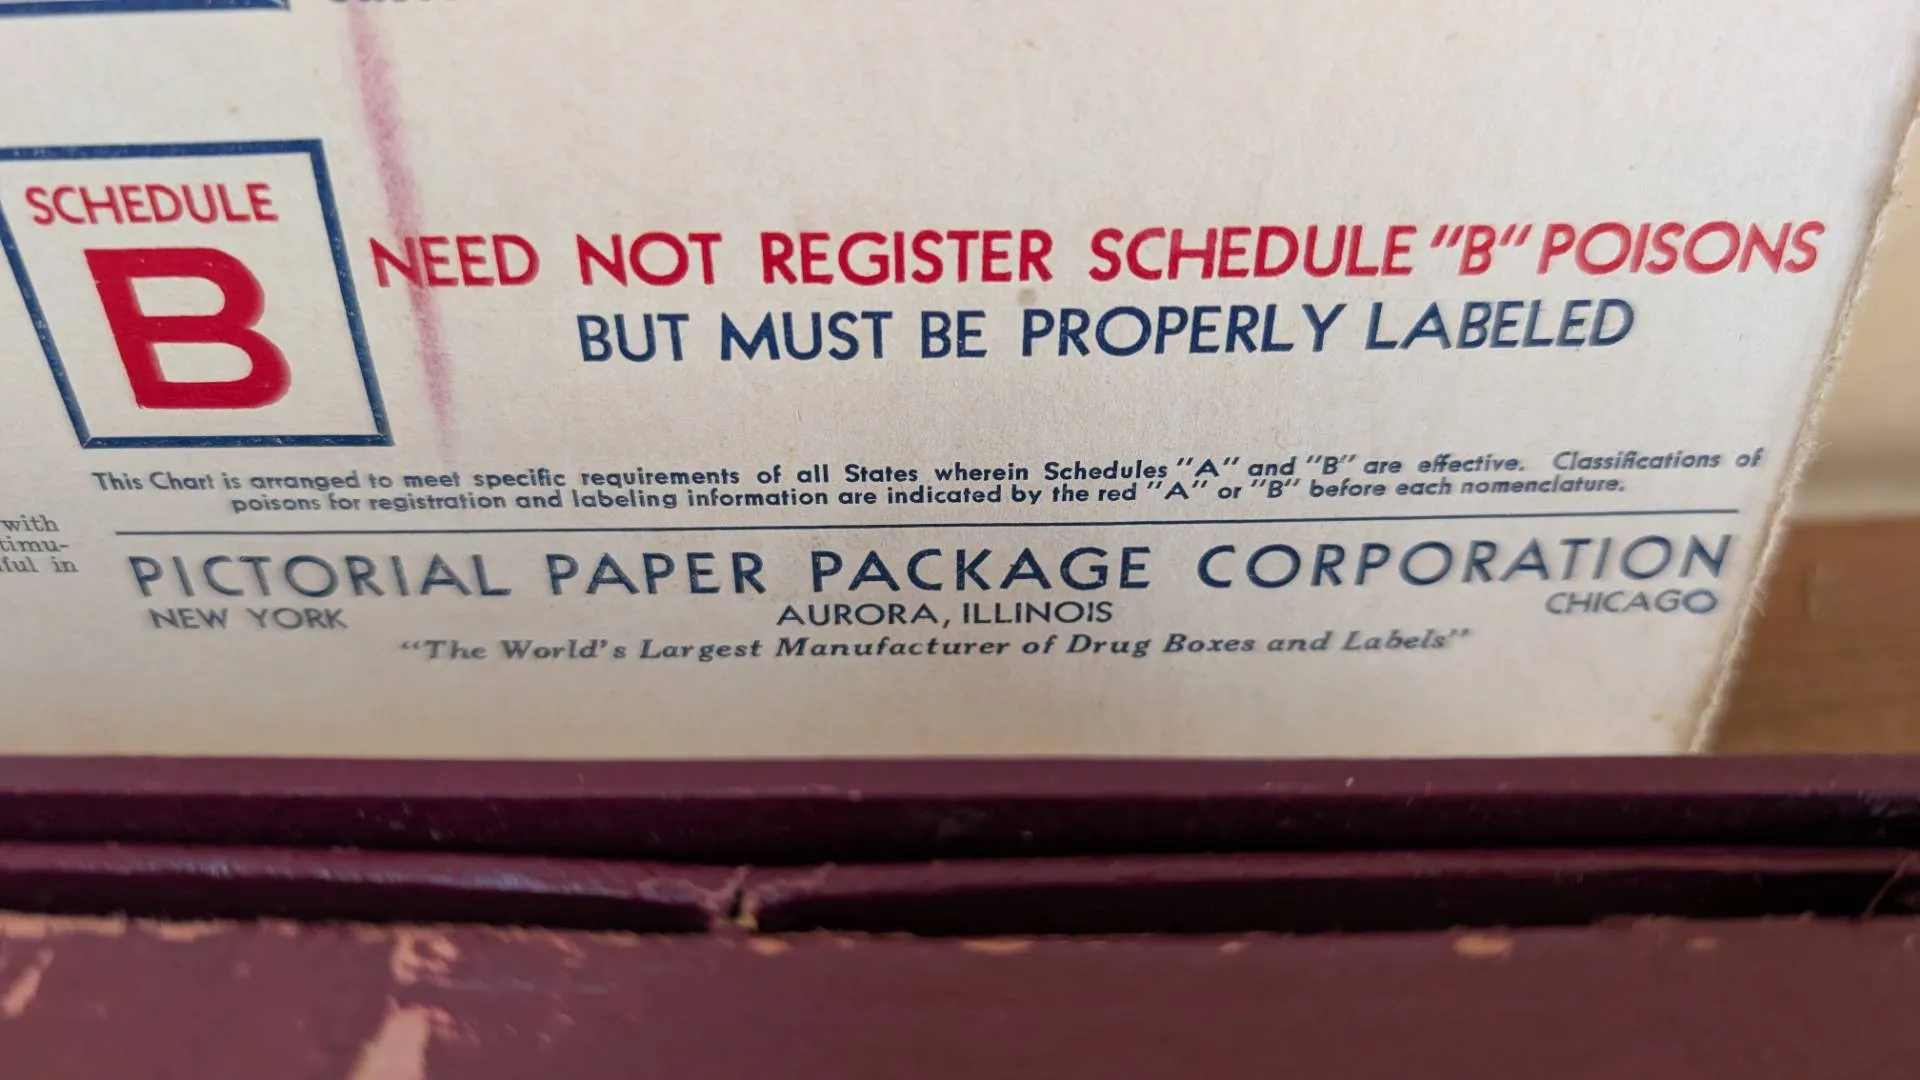 SCHEDULE
B
NEED NOT REGISTER SCHEDULE "B" POISONS
BUT MUST BE PROPERLY LABELED
This Chart is arranged to meet specific requirements of all States wherein Schedules "A" and "B" are effective. Classifications of
poisons for registration and labeling information are indicated by the red "A" or "B" before each nomenclature.
with
timu-
ful in
PICTORIAL PAPER PACKAGE CORPORATION
NEW YORK AURORA, ILLINOIS CHICAGO
"The World's Largest Manufacturer of Drug Boxes and Labels"